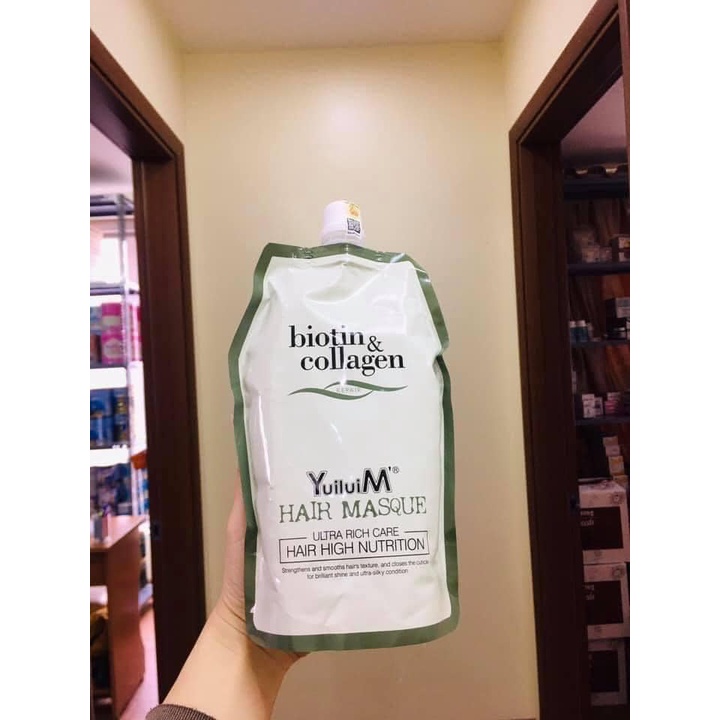 biotin &
collagen
YuiluiM'®
HAIR MASQUE
ULTRA RICH CARE
HAIR HIGH NUTRITION
Strengthens and smooths hair's texture, and closes the cuticle
for brilliant shine and ultra-silky condition